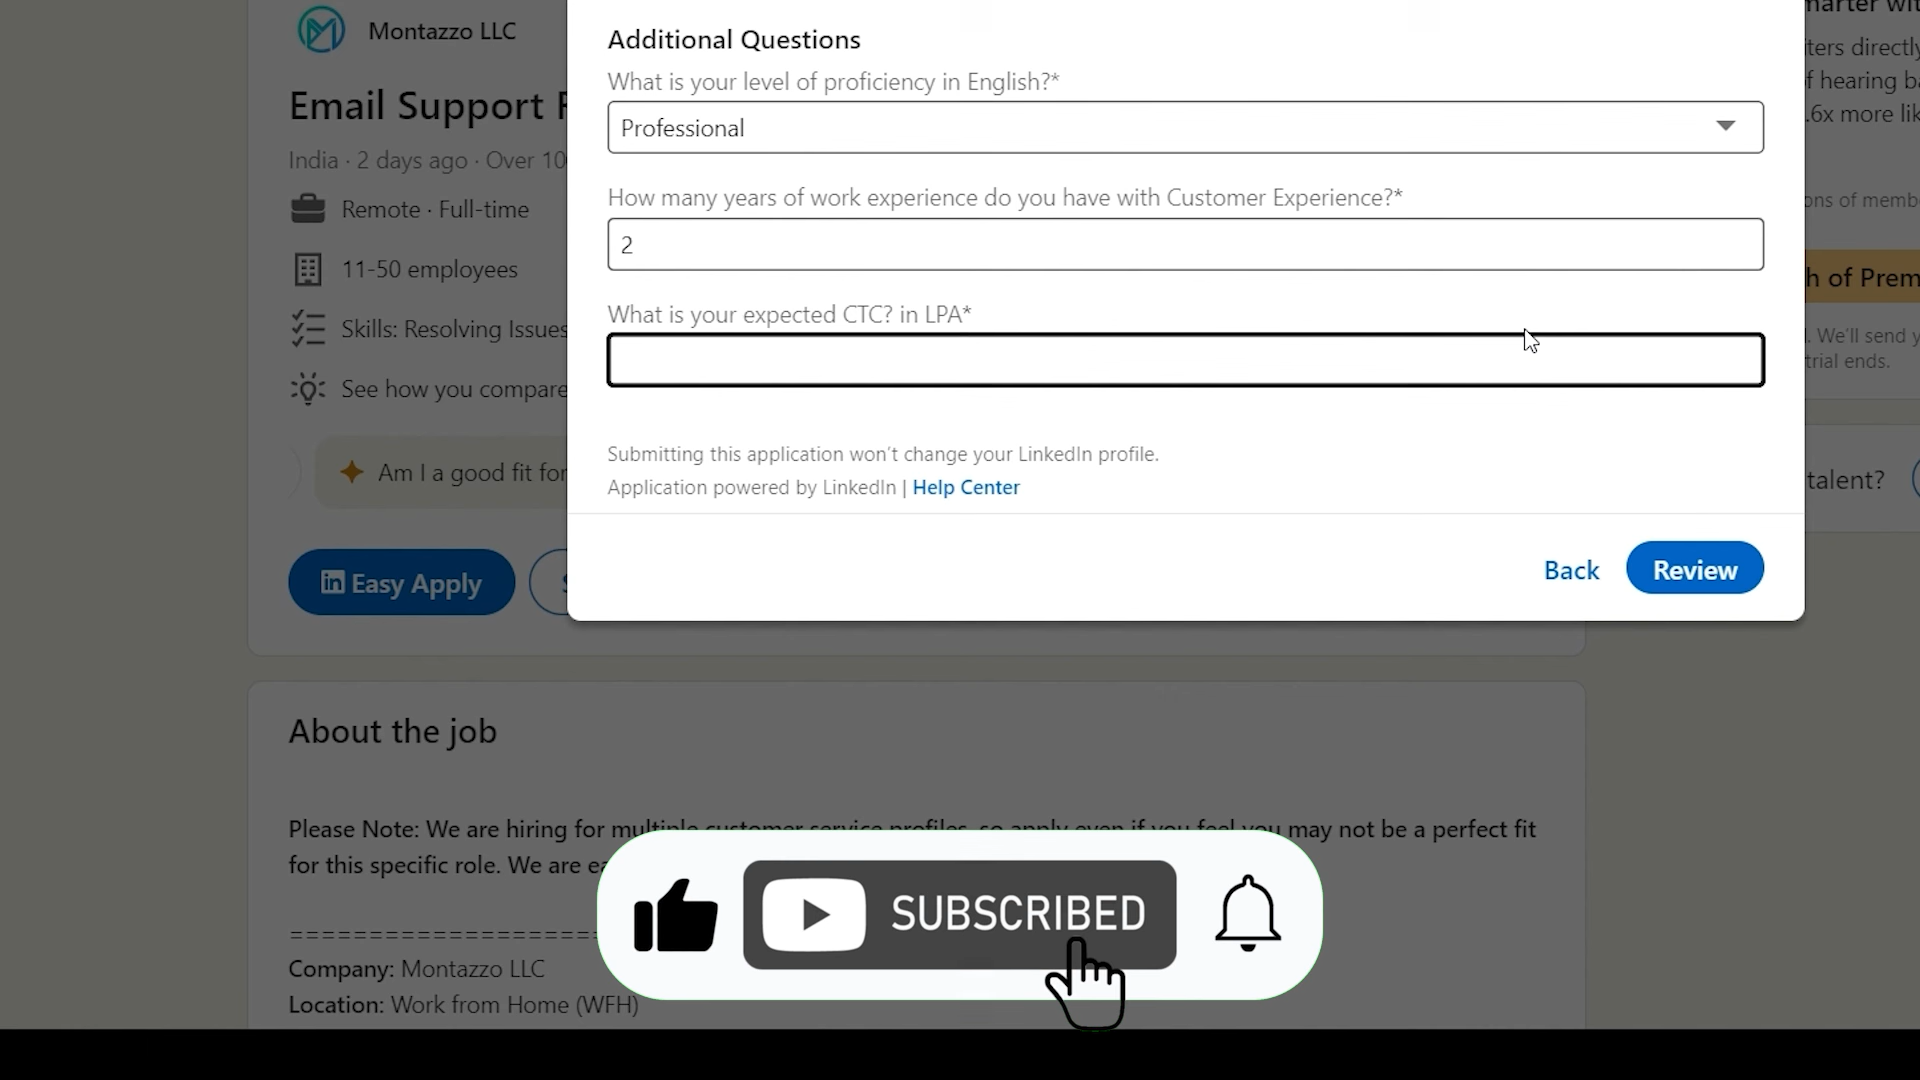 Montazzo LLC
Email Support
India · 2 days ago · Over
Remote · Full-time
11-50 employees
Skills: Resolving Issues
See how you compare
Am I a good fit for
in Easy Apply
Additional Questions
What is your level of proficiency in English?*
Professional
How many years of work experience do you have with Customer Experience?*
2
What is your expected CTC? in LPA*
Submitting this application won't change your LinkedIn profile.
Application powered by LinkedIn | Help Center
Back
Review
directly
of hearing
.6x more
of
of Prem
. We'll send
trial ends.
talent?
About the job
Please Note: We are hiring for multiple customer service profiles, so apply even if you feel you may not be a perfect fit
for this specific role. We are
======================
Company: Montazzo LLC
Location: Work from Home (WFH)
SUBSCRIBED